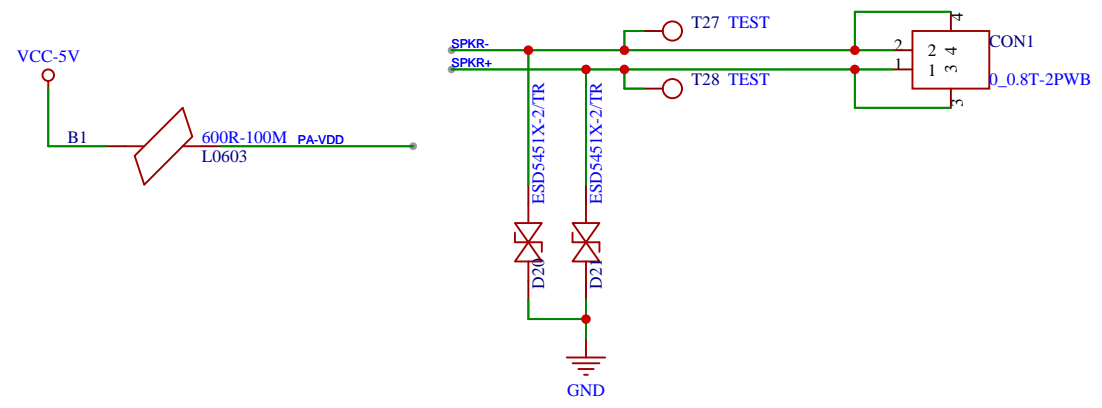 VCC-5V
B1
600R-100M
PA-VDD
L0603
SPKR-
SPKR+
T27 TEST
T28 TEST
ESD5451X-2/TR
ESD5451X-2/TR
D20
D21
GND
2
1
2
1
4
3
4
3
CON1
0_0.8T-2PWB